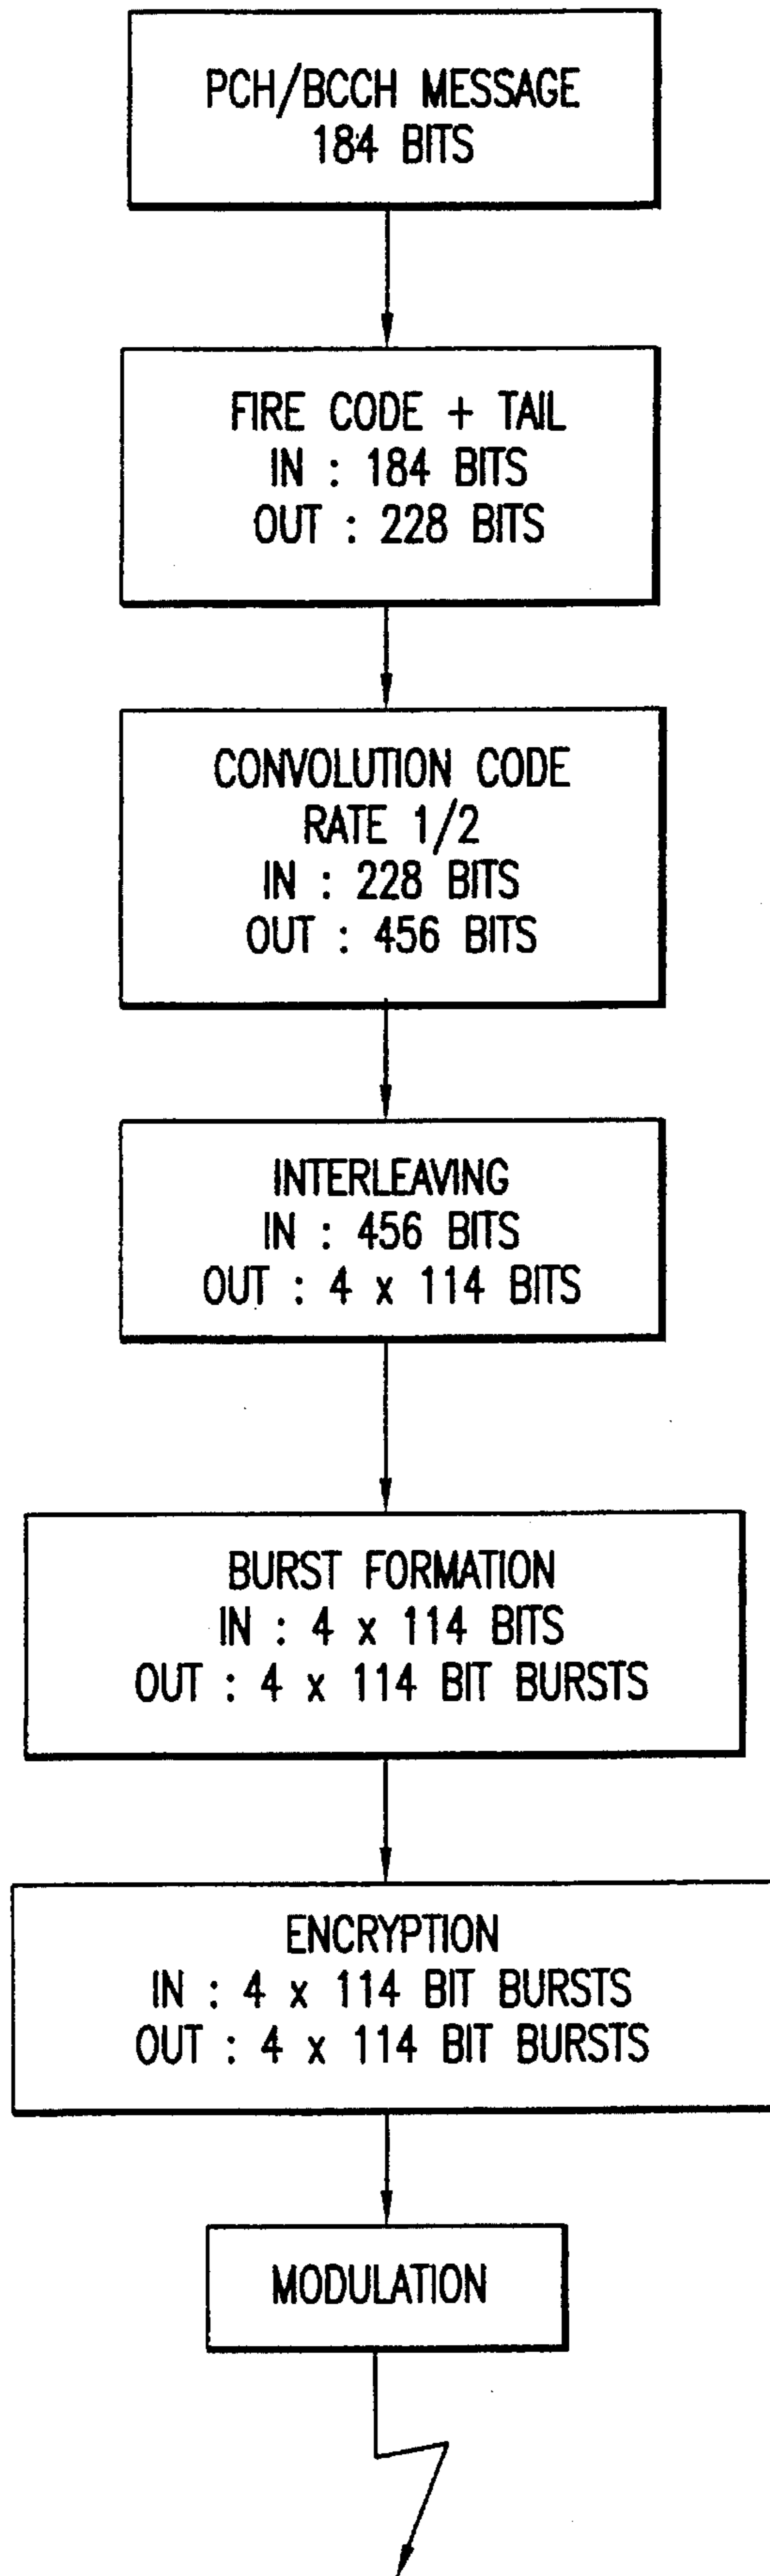 PCH/BCCH MESSAGE
184 BITS
FIRE CODE + TAIL
IN : 184 BITS
OUT : 228 BITS
CONVOLUTION CODE
RATE 1/2
IN : 228 BITS
OUT : 456 BITS
INTERLEAVING
IN : 456 BITS
OUT : 4 x 114 BITS
BURST FORMATION
IN : 4 x 114 BITS
OUT : 4 x 114 BIT BURSTS
ENCRYPTION
IN : 4 x 114 BIT BURSTS
OUT : 4 x 114 BIT BURSTS
MODULATION